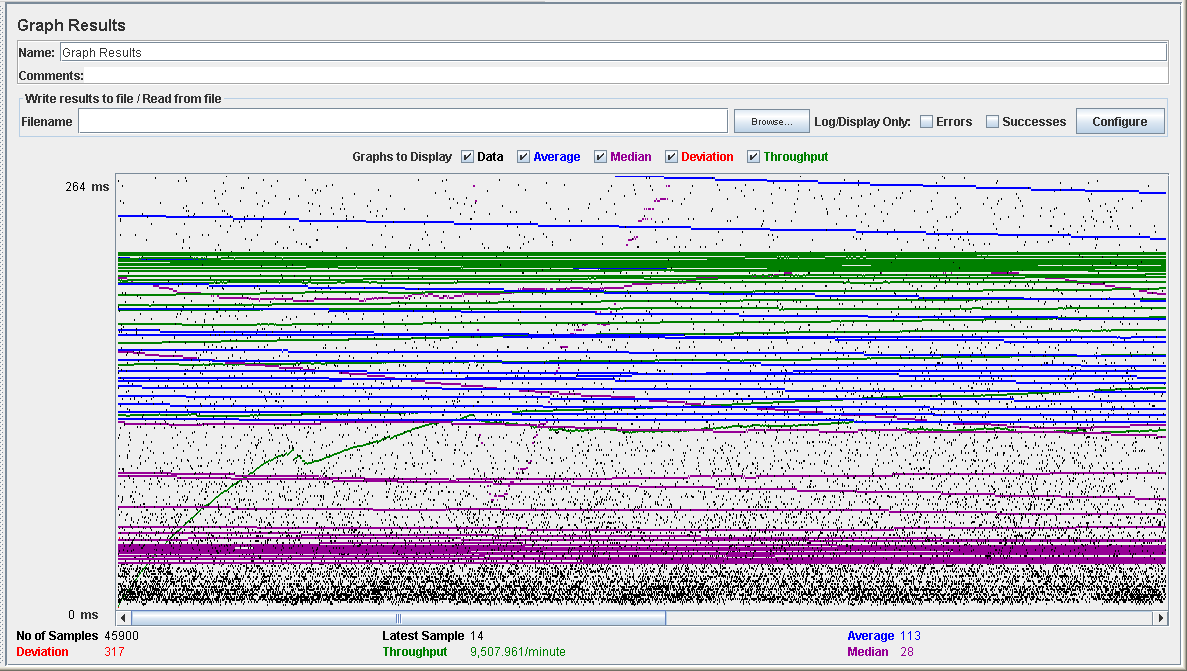 Graph Results
Name: Graph Results
Comments:
Write results to file / Read from file
Filename Browse... Log/Display Only: Errors Successes Configure
Graphs to Display Data Average Median Deviation Throughput
264 ms
0 ms
No of Samples 45900 Latest Sample 14 Average 113
Deviation 317 Throughput 9,507.961/minute Median 28